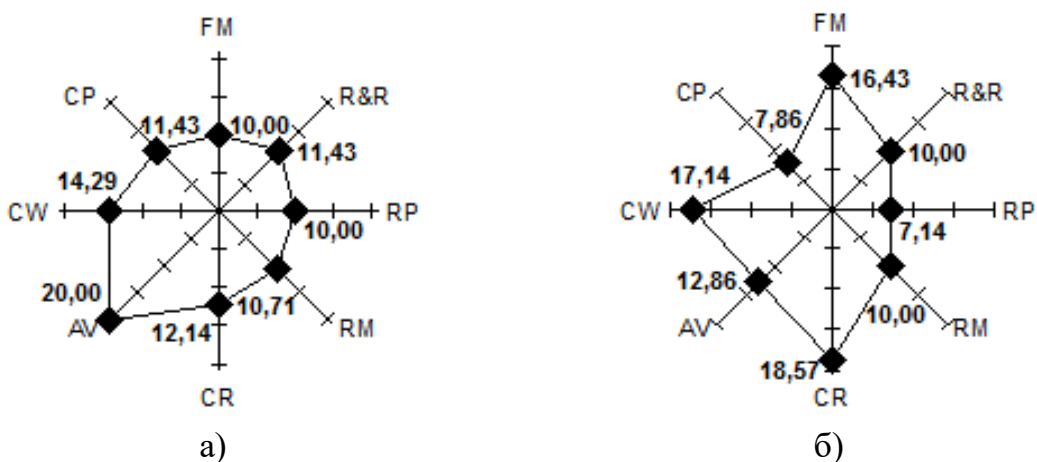 FM
CP
R&R
11,43
10,00
11,43
14,29
CW
RP
10,00
20,00
AV
12,14
10,71
RM
CR
а)
FM
16,43
CP
R&R
7,86
10,00
17,14
CW
RP
7,14
12,86
AV
10,00
RM
18,57
CR
б)